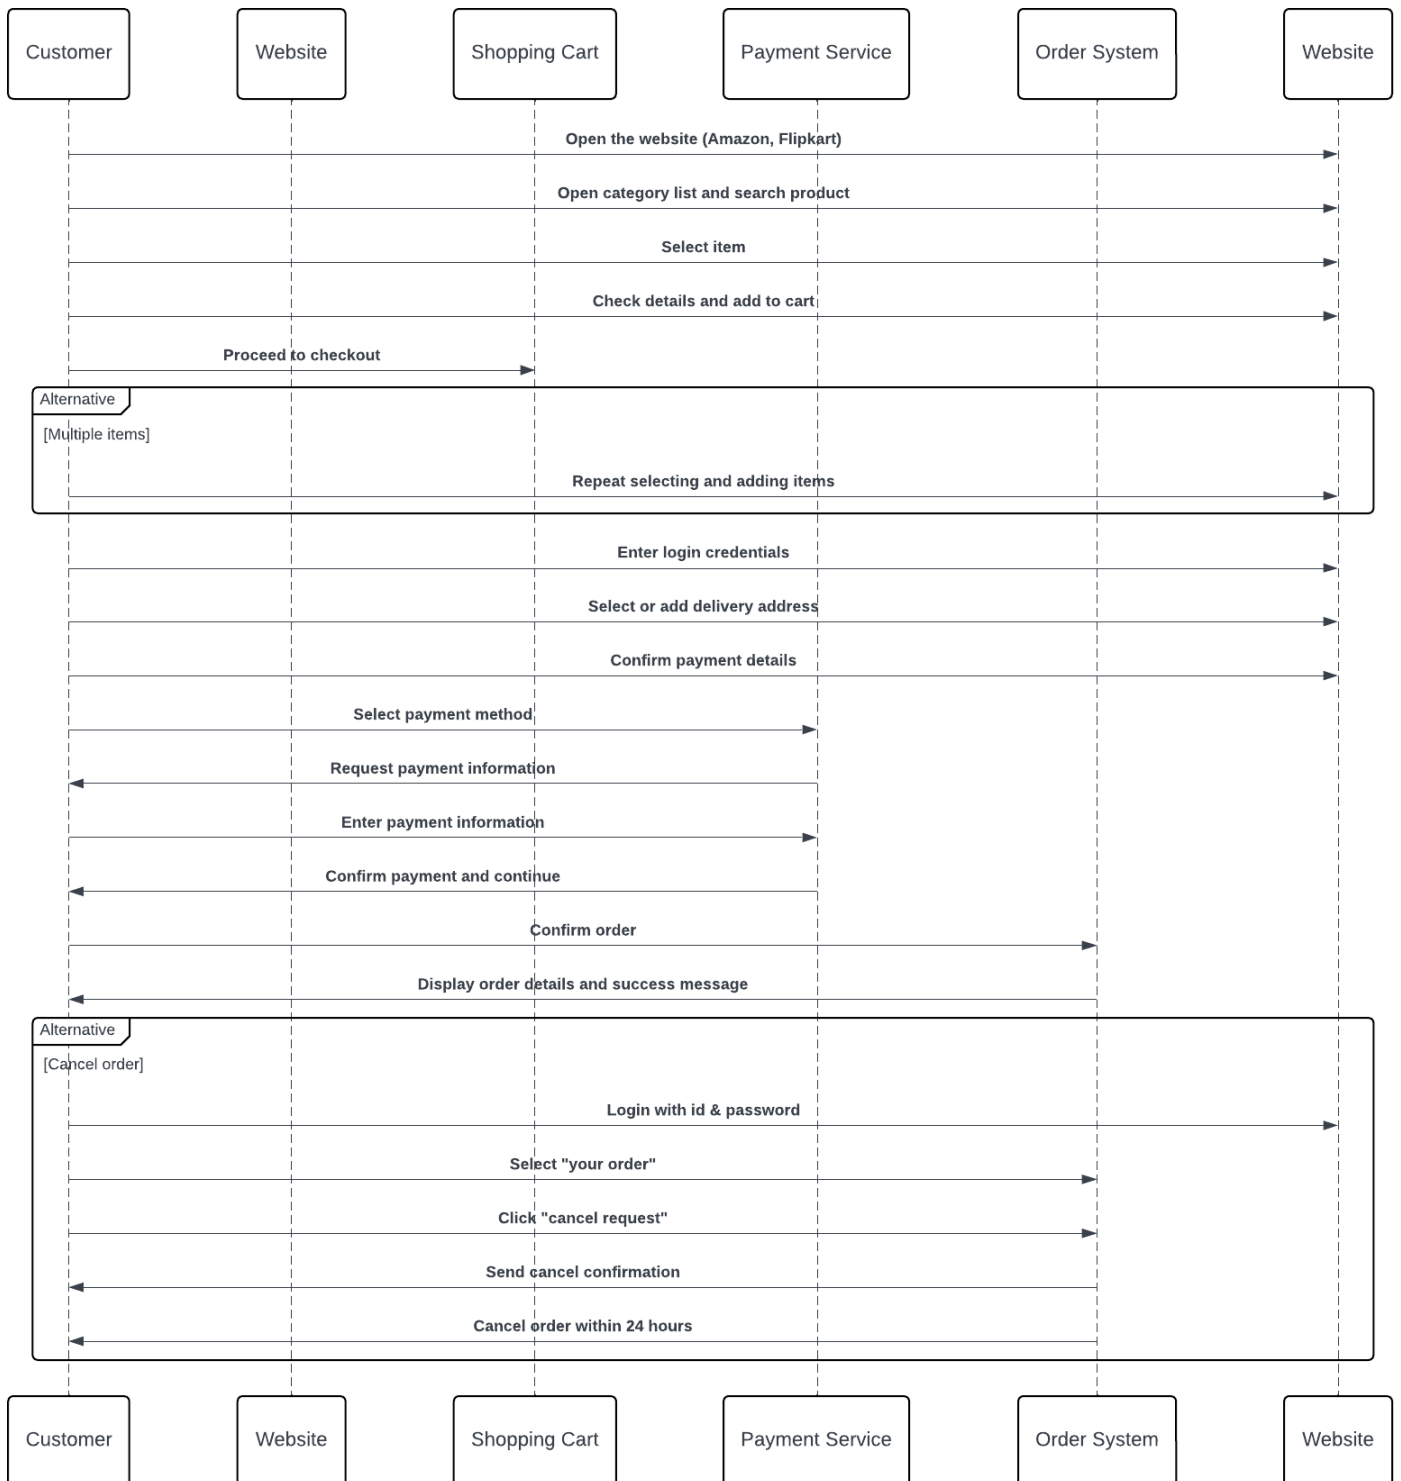 Customer
Website
Shopping Cart
Payment Service
Order System
Website
Open the website (Amazon, Flipkart)
Open category list and search product
Select item
Check details and add to cart
Proceed to checkout
Alternative
[Multiple items]
Repeat selecting and adding items
Enter login credentials
Select or add delivery address
Confirm payment details
Select payment method
Request payment information
Enter payment information
Confirm payment and continue
Confirm order
Display order details and success message
Alternative
[Cancel order]
Login with id & password
Select "your order"
Click "cancel request"
Send cancel confirmation
Cancel order within 24 hours
Customer
Website
Shopping Cart
Payment Service
Order System
Website